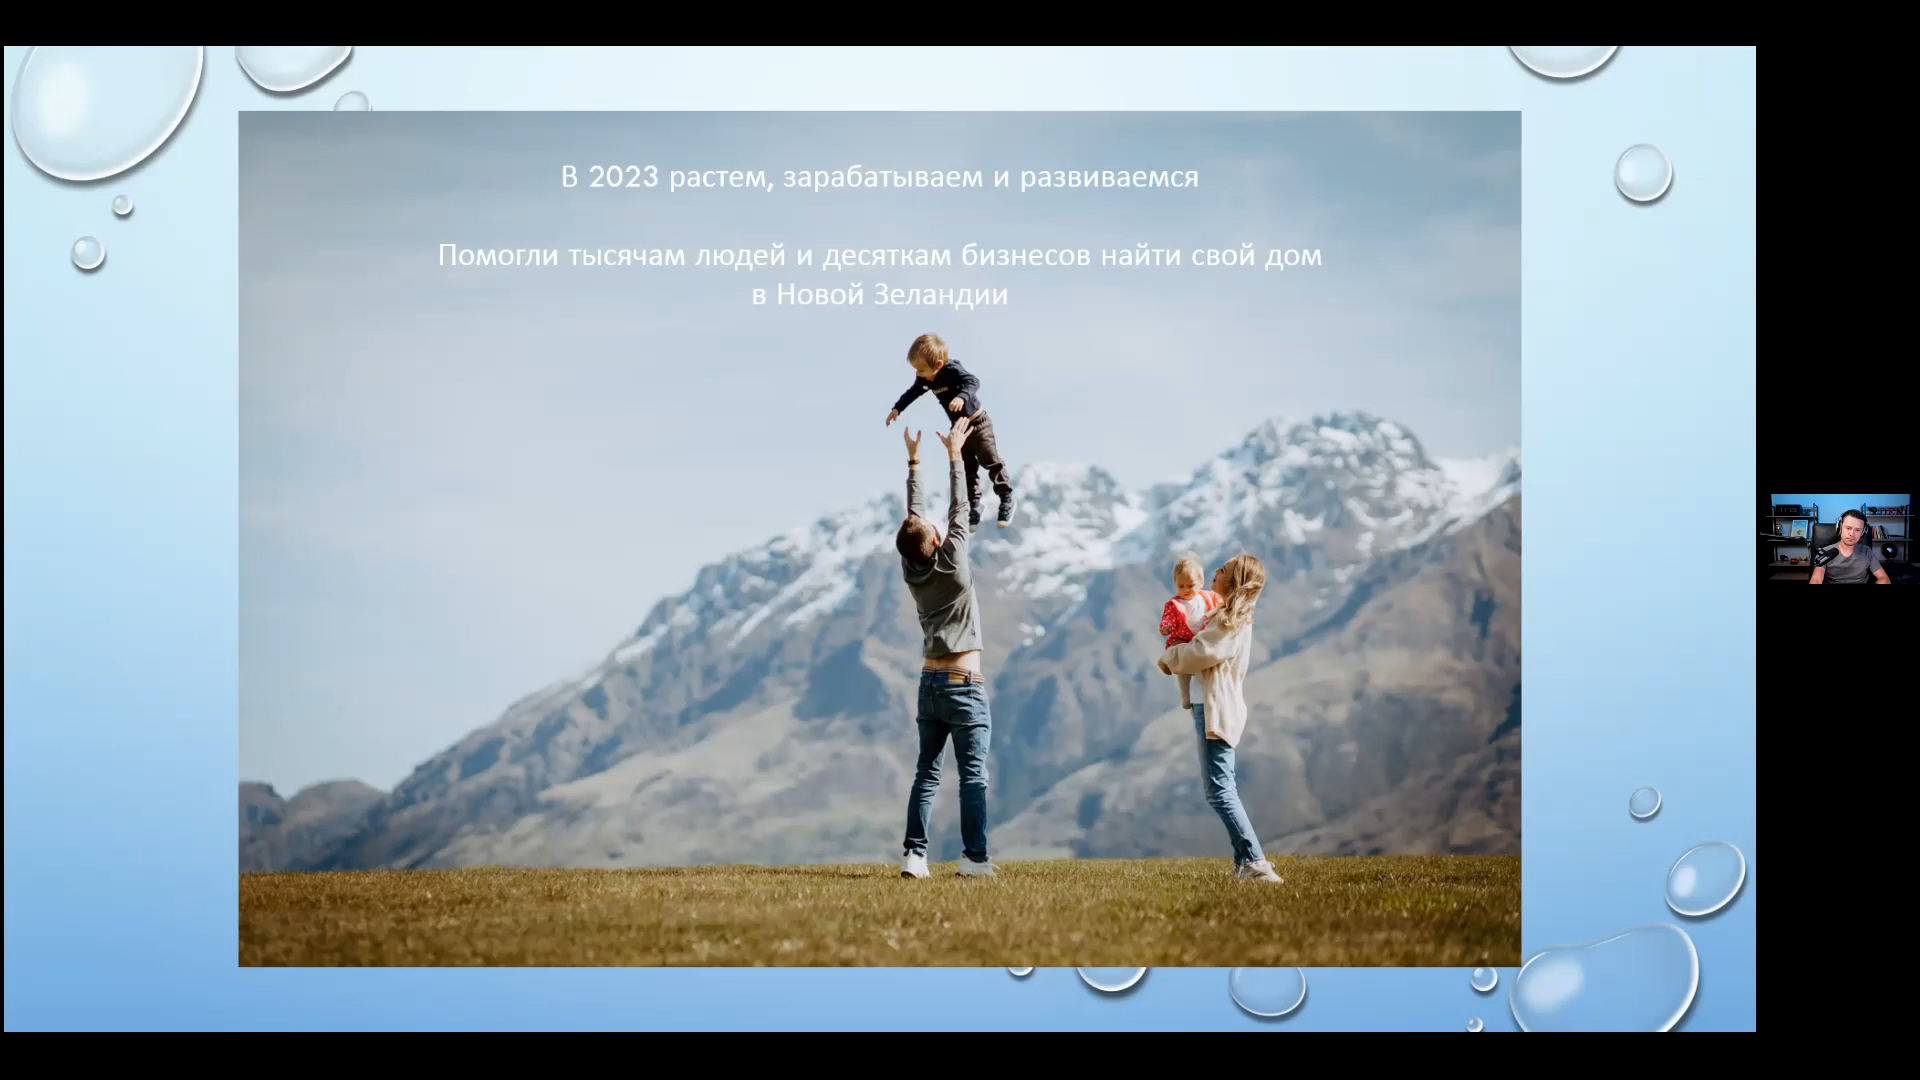 В 2023 растем, зарабатываем и развиваемся
Помогли тысячам людей и десяткам бизнесов найти свой дом
в Новой Зеландии